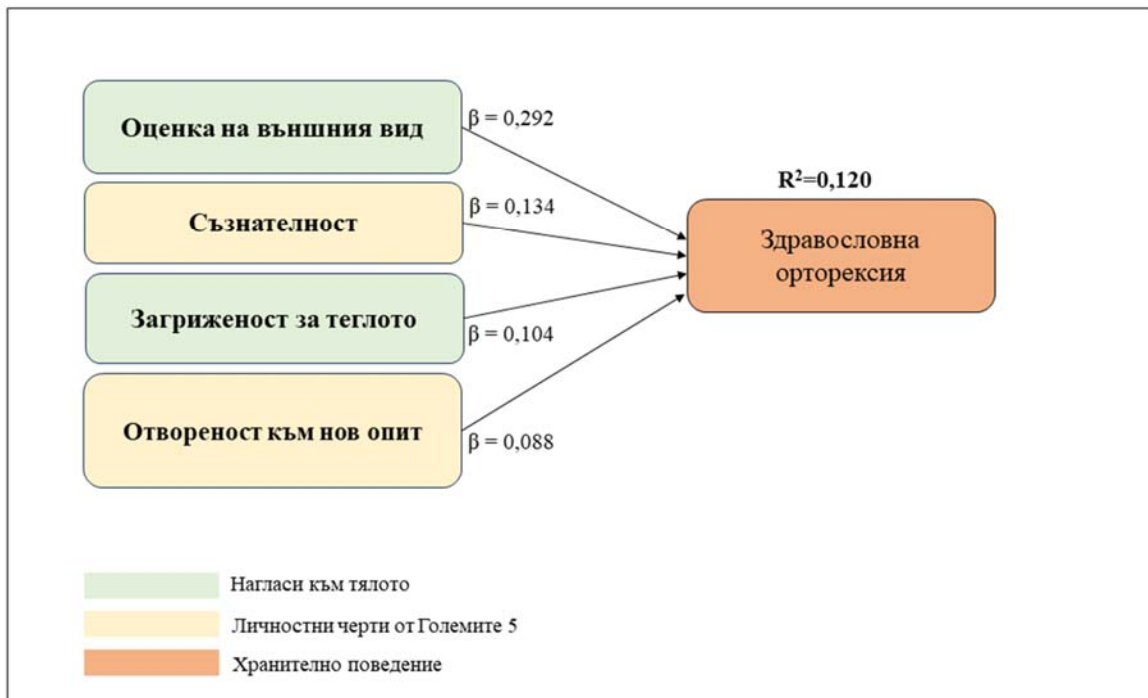 Оценка на външния вид
β = 0,292
Съзнателност
β = 0,134
Загриженост за теглото
β = 0,104
Отвореност към нов опит
β = 0,088
R²=0,120
Здравословна
орторексия
Нагласи към тялото
Личностни черти от Големите 5
Хранително поведение